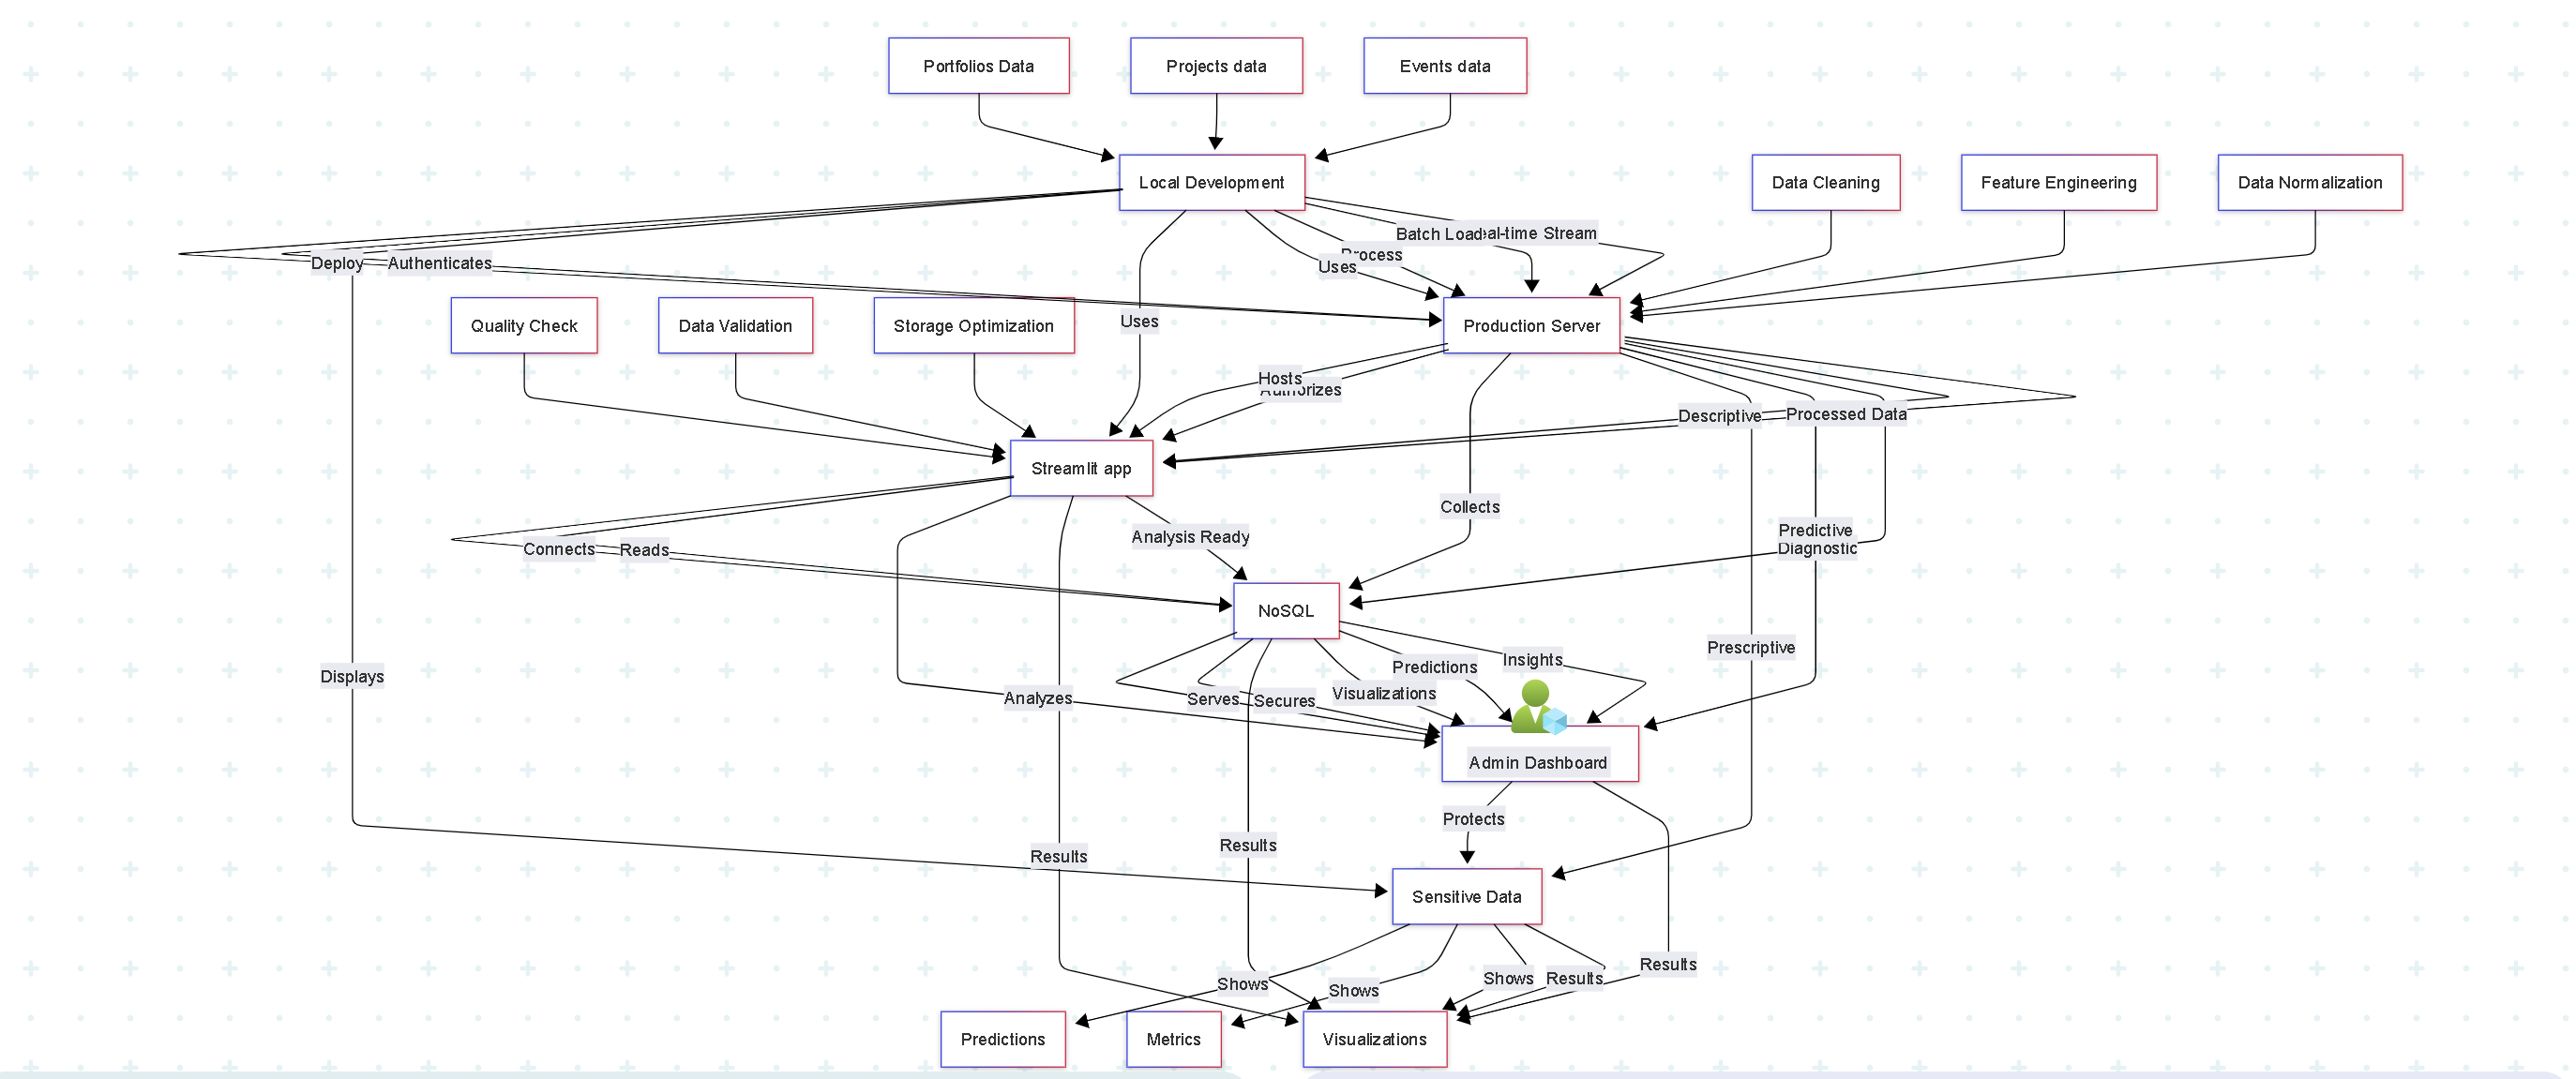 Portfolios Data
Projects data
Events data
Local Development
Data Cleaning
Feature Engineering
Data Normalization
Batch Load
al-time Stream
Process
Uses
Deploy
Authenticates
Uses
Quality Check
Data Validation
Storage Optimization
Production Server
Hosts
Authorizes
Descriptive
Processed Data
Streamlit app
Collects
Analysis Ready
Connects
Reads
Predictive
Diagnostic
NoSQL
Displays
Prescriptive
Insights
Predictions
Visualizations
Analyzes
Serves
Secures
Admin Dashboard
Protects
Results
Results
Sensitive Data
Shows
Shows
Shows
Results
Results
Predictions
Metrics
Visualizations